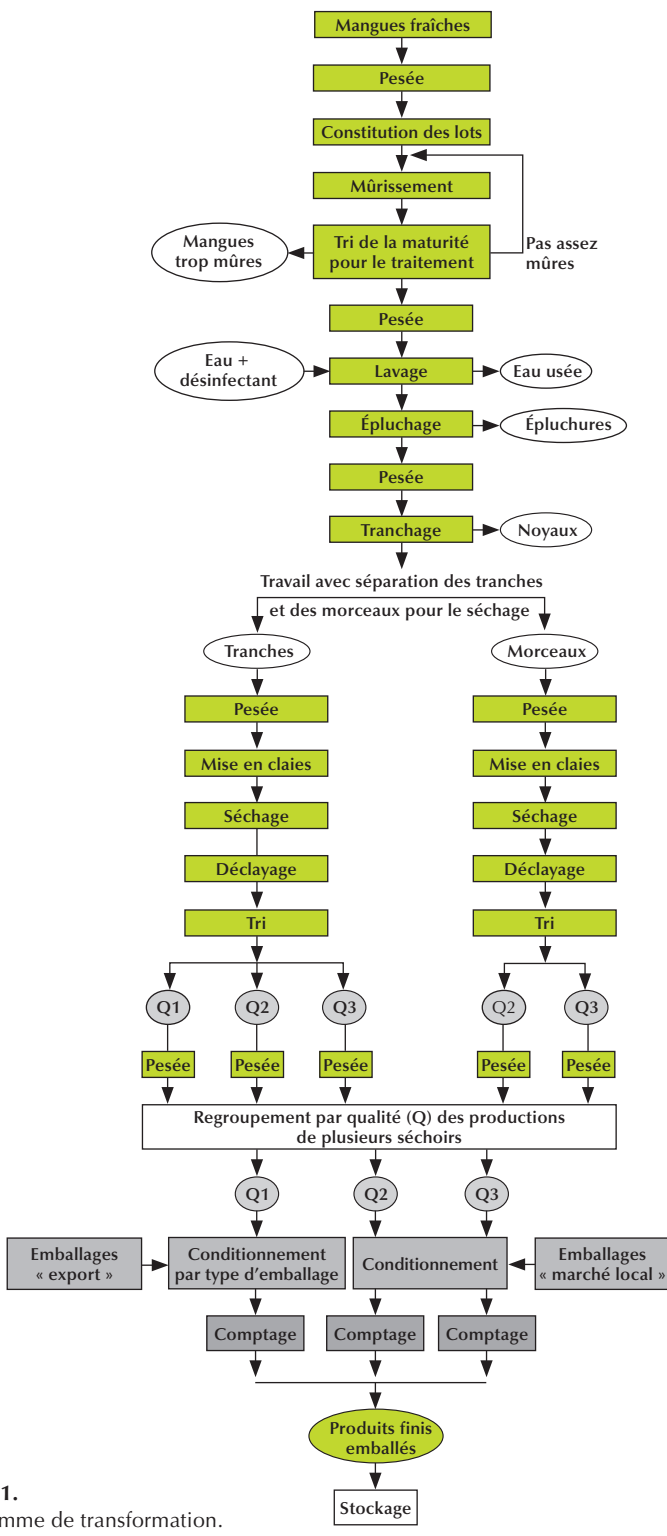 Mangues fraîches
Pesée
Constitution des lots
Mûrissement
Mangues
trop mûres
Tri de la maturité
pour le traitement
Pas assez
mûres
Pesée
Eau +
désinfectant
Lavage
Eau usée
Épluchage
Épluchures
Pesée
Tranchage
Noyaux
Travail avec séparation des tranches
et des morceaux pour le séchage
Tranches
Morceaux
Pesée
Pesée
Mise en claies
Mise en claies
Séchage
Séchage
Déclayage
Déclayage
Tri
Tri
Q1
Q2
Q3
Q2
Q3
Pesée
Pesée
Pesée
Pesée
Pesée
Regroupement par qualité (Q) des productions
de plusieurs séchoirs
Q1
Q2
Q3
Emballages
« export »
Conditionnement
par type d'emballage
Conditionnement
Emballages
« marché local »
Comptage
Comptage
Comptage
Produits finis
emballés
Stockage
1.
mme de transformation.